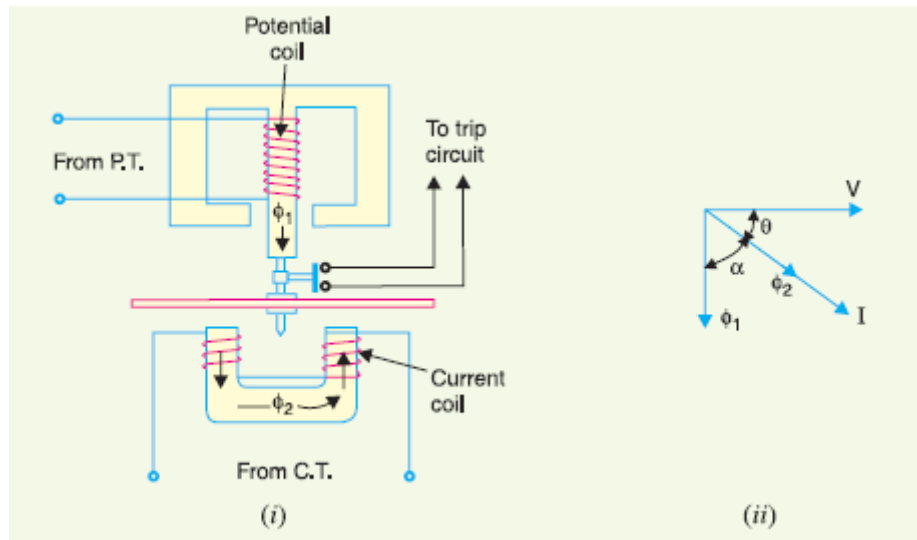 Potential
coil
To trip
circuit
From P.T.
ϕ₁
V
θ
α
ϕ₂
I
ϕ₁
ϕ₂
Current
coil
From C.T.
(i)
(ii)